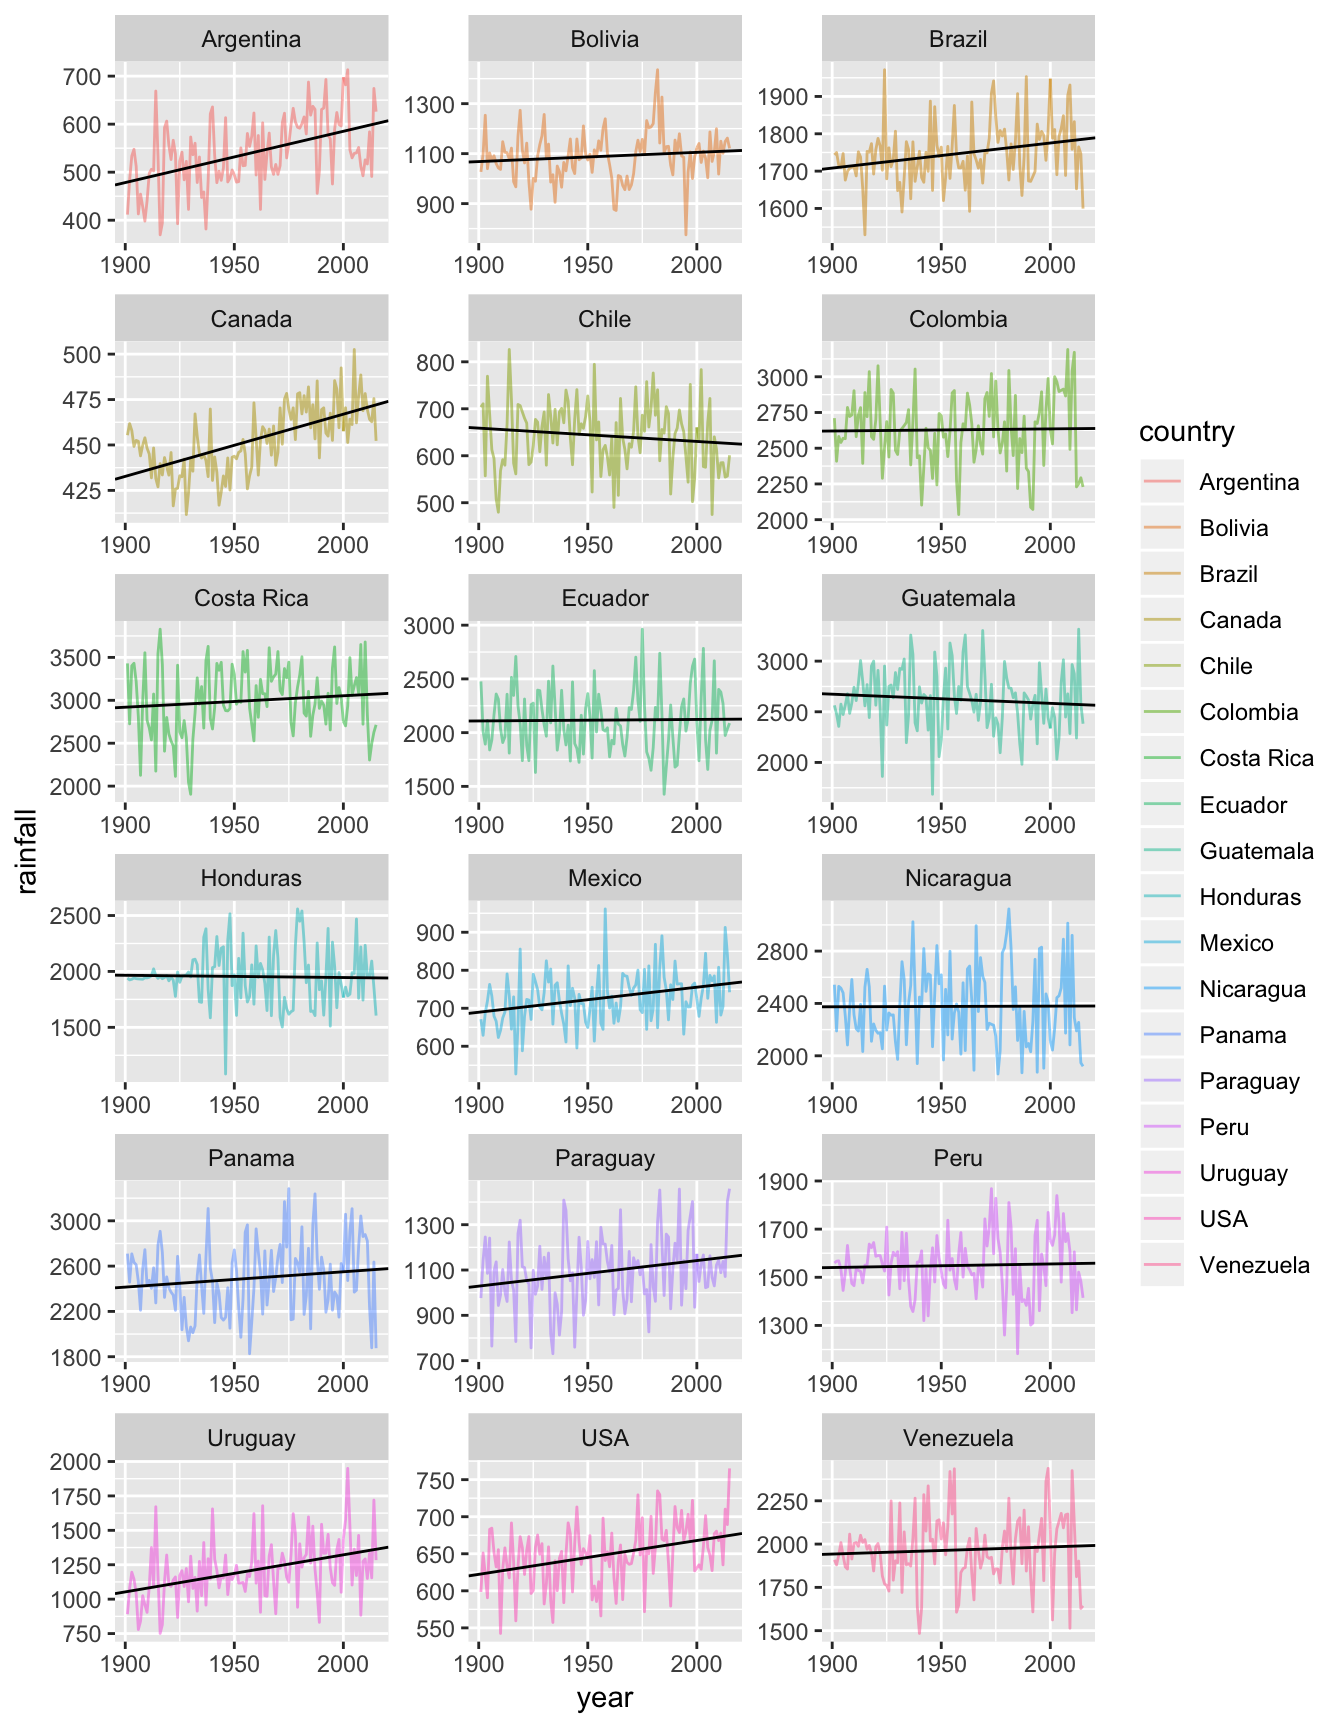 Argentina Bolivia Brazil
700
600
500
400
1300
1100
900
1900
1800
1700
1600
1900 1950 2000 1900 1950 2000 1900 1950 2000
Canada Chile Colombia
500
475
450
425
800
700
600
500
3000
2750
2500
2250
2000
1900 1950 2000 1900 1950 2000 1900 1950 2000
Costa Rica Ecuador Guatemala
3500
3000
2500
2000
3000
2500
2000
1500
3000
2500
2000
1900 1950 2000 1900 1950 2000 1900 1950 2000
Honduras Mexico Nicaragua
2500
2000
1500
900
800
700
600
2800
2400
2000
1900 1950 2000 1900 1950 2000 1900 1950 2000
Panama Paraguay Peru
3000
2600
2200
1800
1300
1100
900
700
1900
1700
1500
1300
1900 1950 2000 1900 1950 2000 1900 1950 2000
Uruguay USA Venezuela
2000
1750
1500
1250
1000
750
750
700
650
600
550
2250
2000
1750
1500
1900 1950 2000 1900 1950 2000 1900 1950 2000
year
rainfall
country
Argentina
Bolivia
Brazil
Canada
Chile
Colombia
Costa Rica
Ecuador
Guatemala
Honduras
Mexico
Nicaragua
Panama
Paraguay
Peru
Uruguay
USA
Venezuela